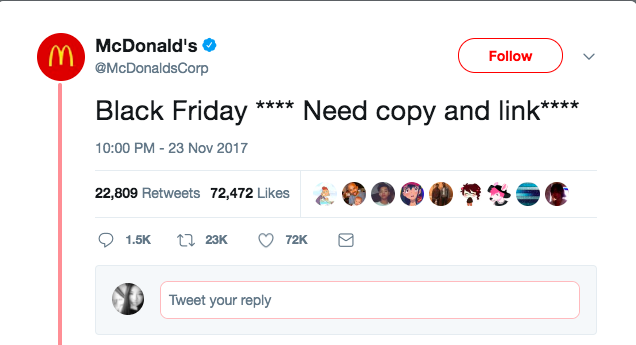 McDonald's
@McDonaldsCorp
Follow
Black Friday **** Need copy and link****
10:00 PM - 23 Nov 2017
22,809 Retweets 72,472 Likes
1.5K 23K 72K
Tweet your reply